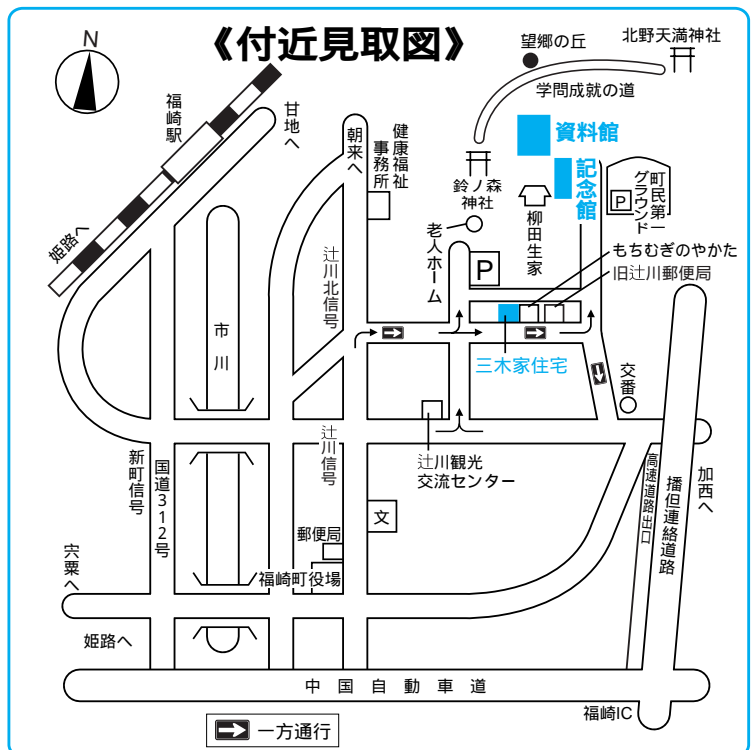 《付近見取図》
N
望郷の丘
北野天満神社
学問成就の道
福崎駅
甘地へ
朝来へ
健康福祉
事務所
資料館
記念館
鈴ノ森
神社
柳田生家
町民第一
グラウンド
P
姫路へ
老人ホーム
P
もちむぎのやかた
旧辻川郵便局
辻川北信号
市川
三木家住宅
交番
辻川信号
辻川観光
交流センター
新町信号
国道312号
高速道路出口
播但連絡道路
加西へ
文
郵便局
宍粟へ
福崎町役場
姫路へ
中国自動車道
福崎IC
一方通行